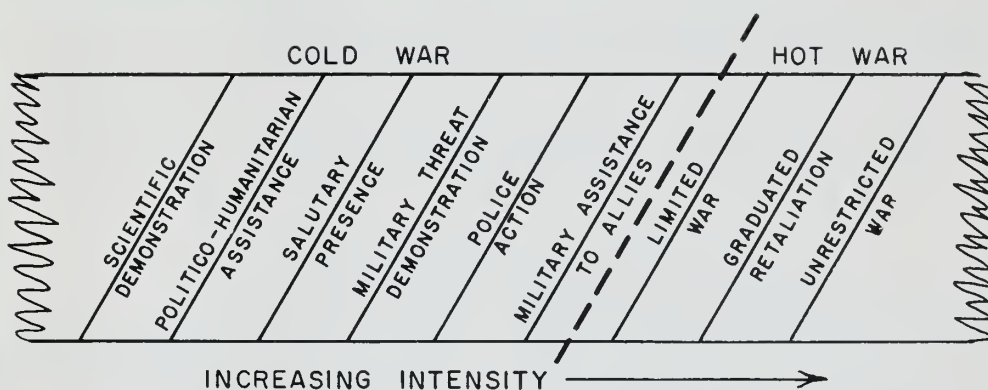 COLD WAR
HOT WAR
SCIENTIFIC
DEMONSTRATION
POLITICO-HUMANITARIAN
ASSISTANCE
SALUTARY
PRESENCE
MILITARY THREAT
DEMONSTRATION
POLICE
ACTION
MILITARY ASSISTANCE
TO ALLIES
LIMITED
WAR
GRADUATED
RETALIATION
UNRESTRICTED
WAR
INCREASING INTENSITY